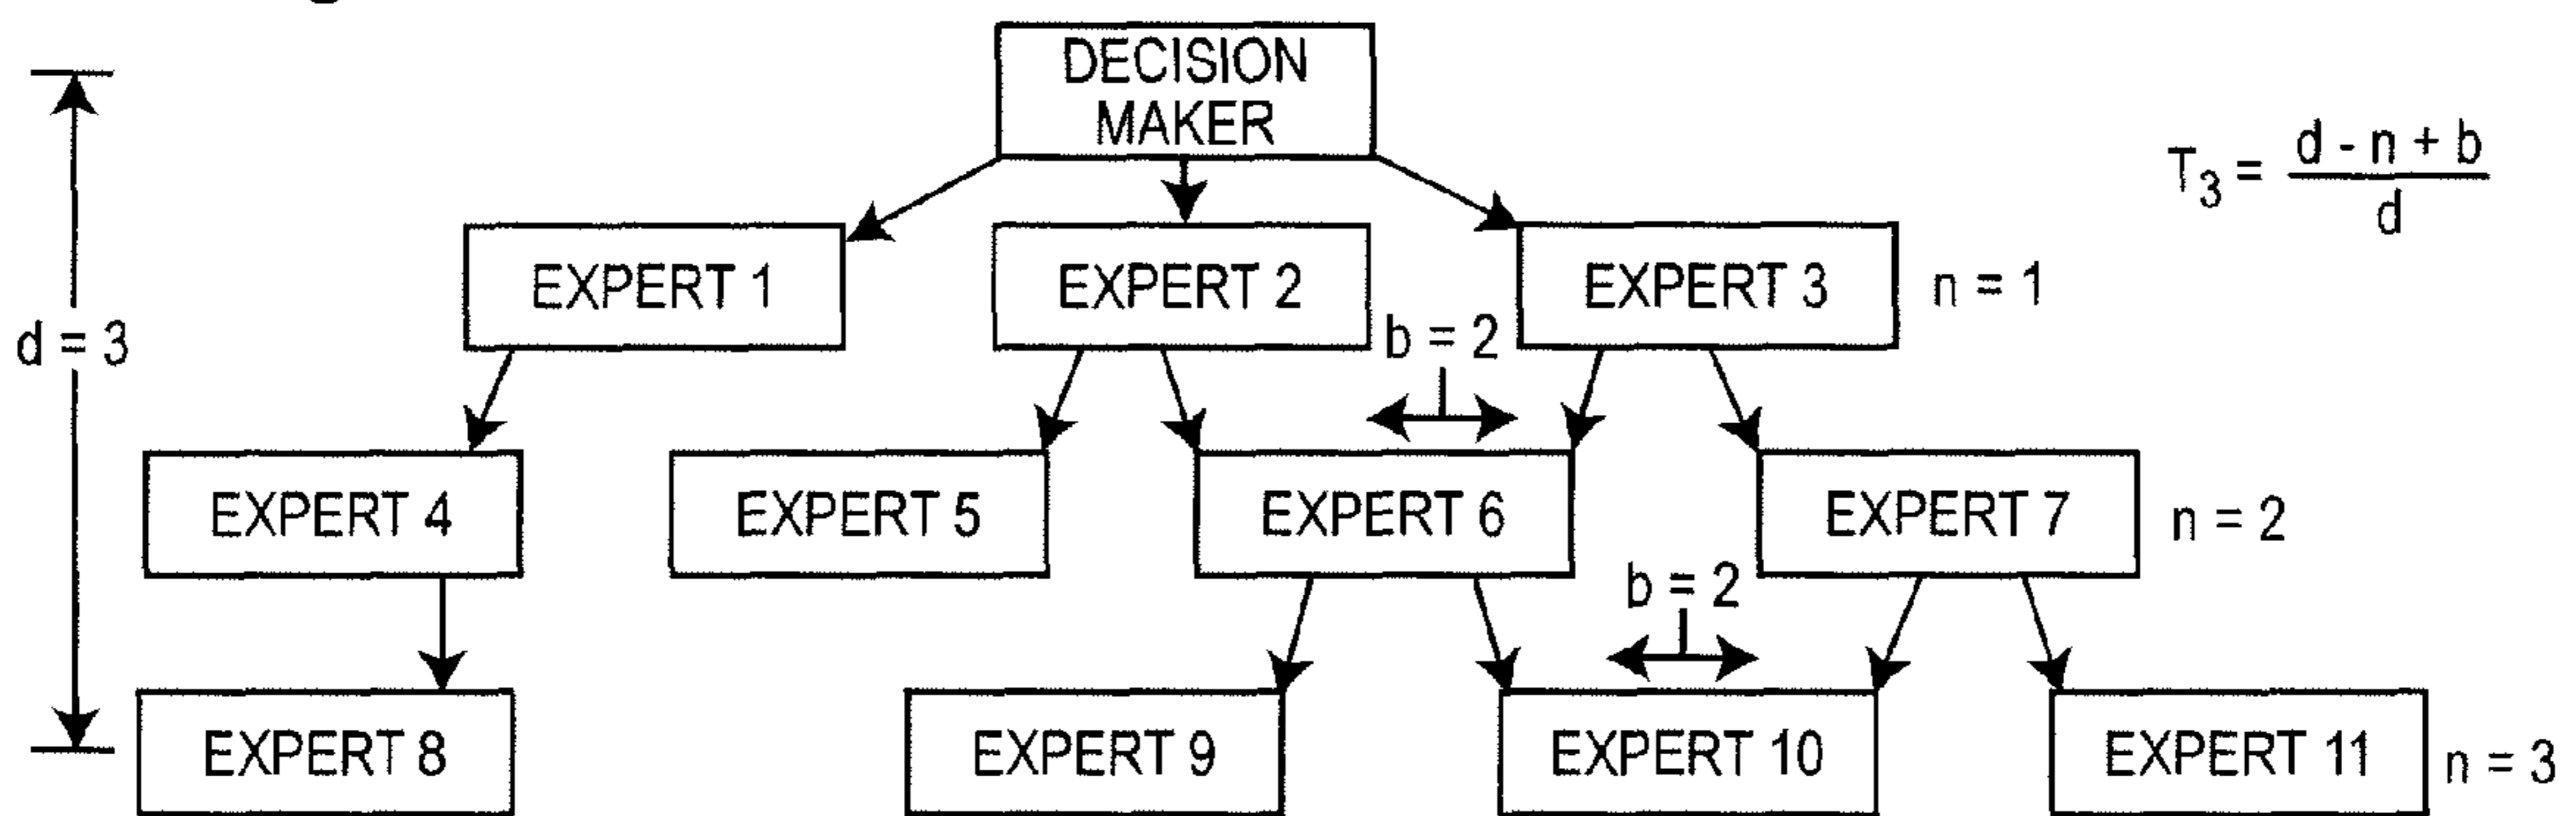 DECISION
MAKER
T3 = d - n + b
d
EXPERT 1
EXPERT 2
EXPERT 3
n = 1
d = 3
b = 2
EXPERT 4
EXPERT 5
EXPERT 6
EXPERT 7
n = 2
b = 2
EXPERT 8
EXPERT 9
EXPERT 10
EXPERT 11
n = 3